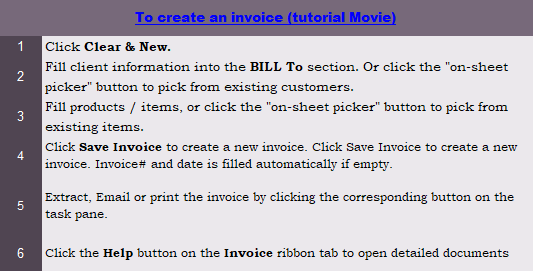 To create an invoice (tutorial Movie)
1 Click Clear & New.
2 Fill client information into the BILL To section. Or click the "on-sheet
picker" button to pick from existing customers.
3 Fill products / items, or click the "on-sheet picker" button to pick from
existing items.
4 Click Save Invoice to create a new invoice. Click Save Invoice to create a new
invoice. Invoice# and date is filled automatically if empty.
5 Extract, Email or print the invoice by clicking the corresponding button on the
task pane.
6 Click the Help button on the Invoice ribbon tab to open detailed documents